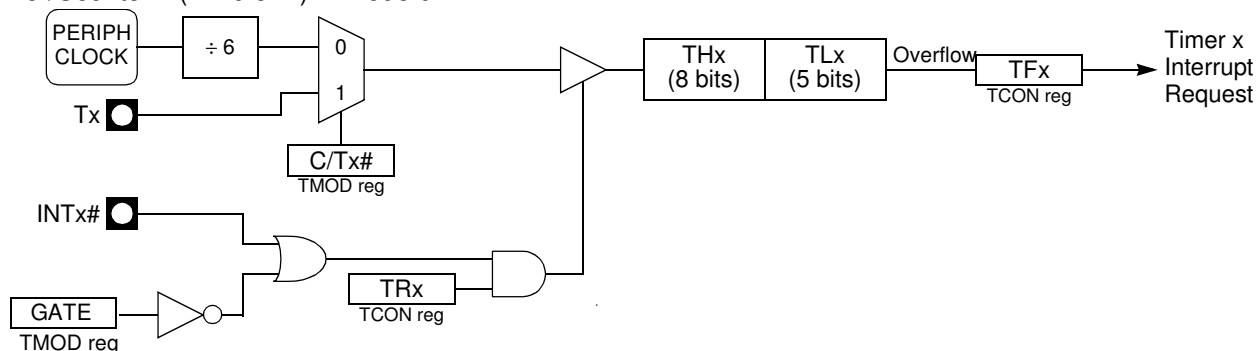 PERIPH
CLOCK
÷ 6
0
1
Tx
C/Tx#
TMOD reg
THx
(8 bits)
TLx
(5 bits)
Overflow
TFx
TCON reg
Timer x
Interrupt
Request
INTx#
GATE
TMOD reg
TRx
TCON reg